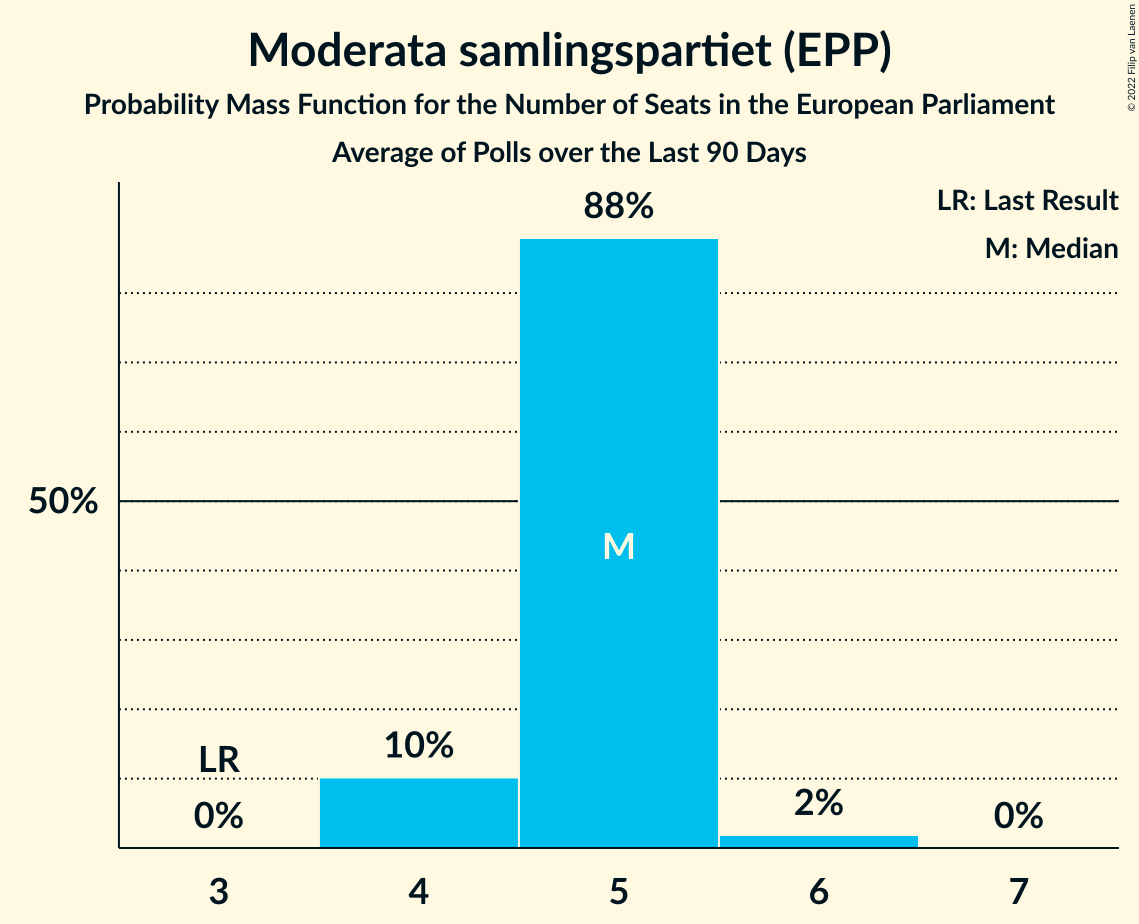 Moderata samlingspartiet (EPP)
Probability Mass Function for the Number of Seats in the European Parliament
Average of Polls over the Last 90 Days
© 2022 Filip van Laenen
LR: Last Result
M: Median
88%
50%
M
LR
0%
10%
2%
0%
3
4
5
6
7